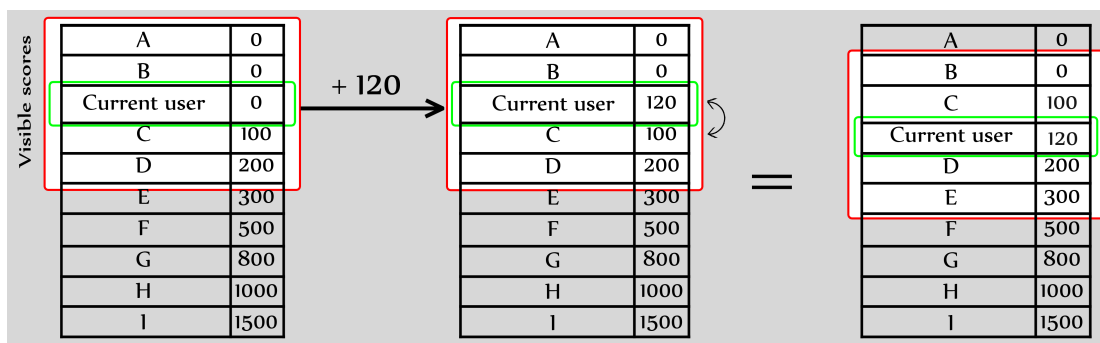 Visible scores
A 0
B 0
Current user 0
C 100
D 200
E 300
F 500
G 800
H 1000
I 1500
+ 120
A 0
B 0
Current user 120
C 100
D 200
E 300
F 500
G 800
H 1000
I 1500
=
A 0
B 0
C 100
Current user 120
D 200
E 300
F 500
G 800
H 1000
I 1500